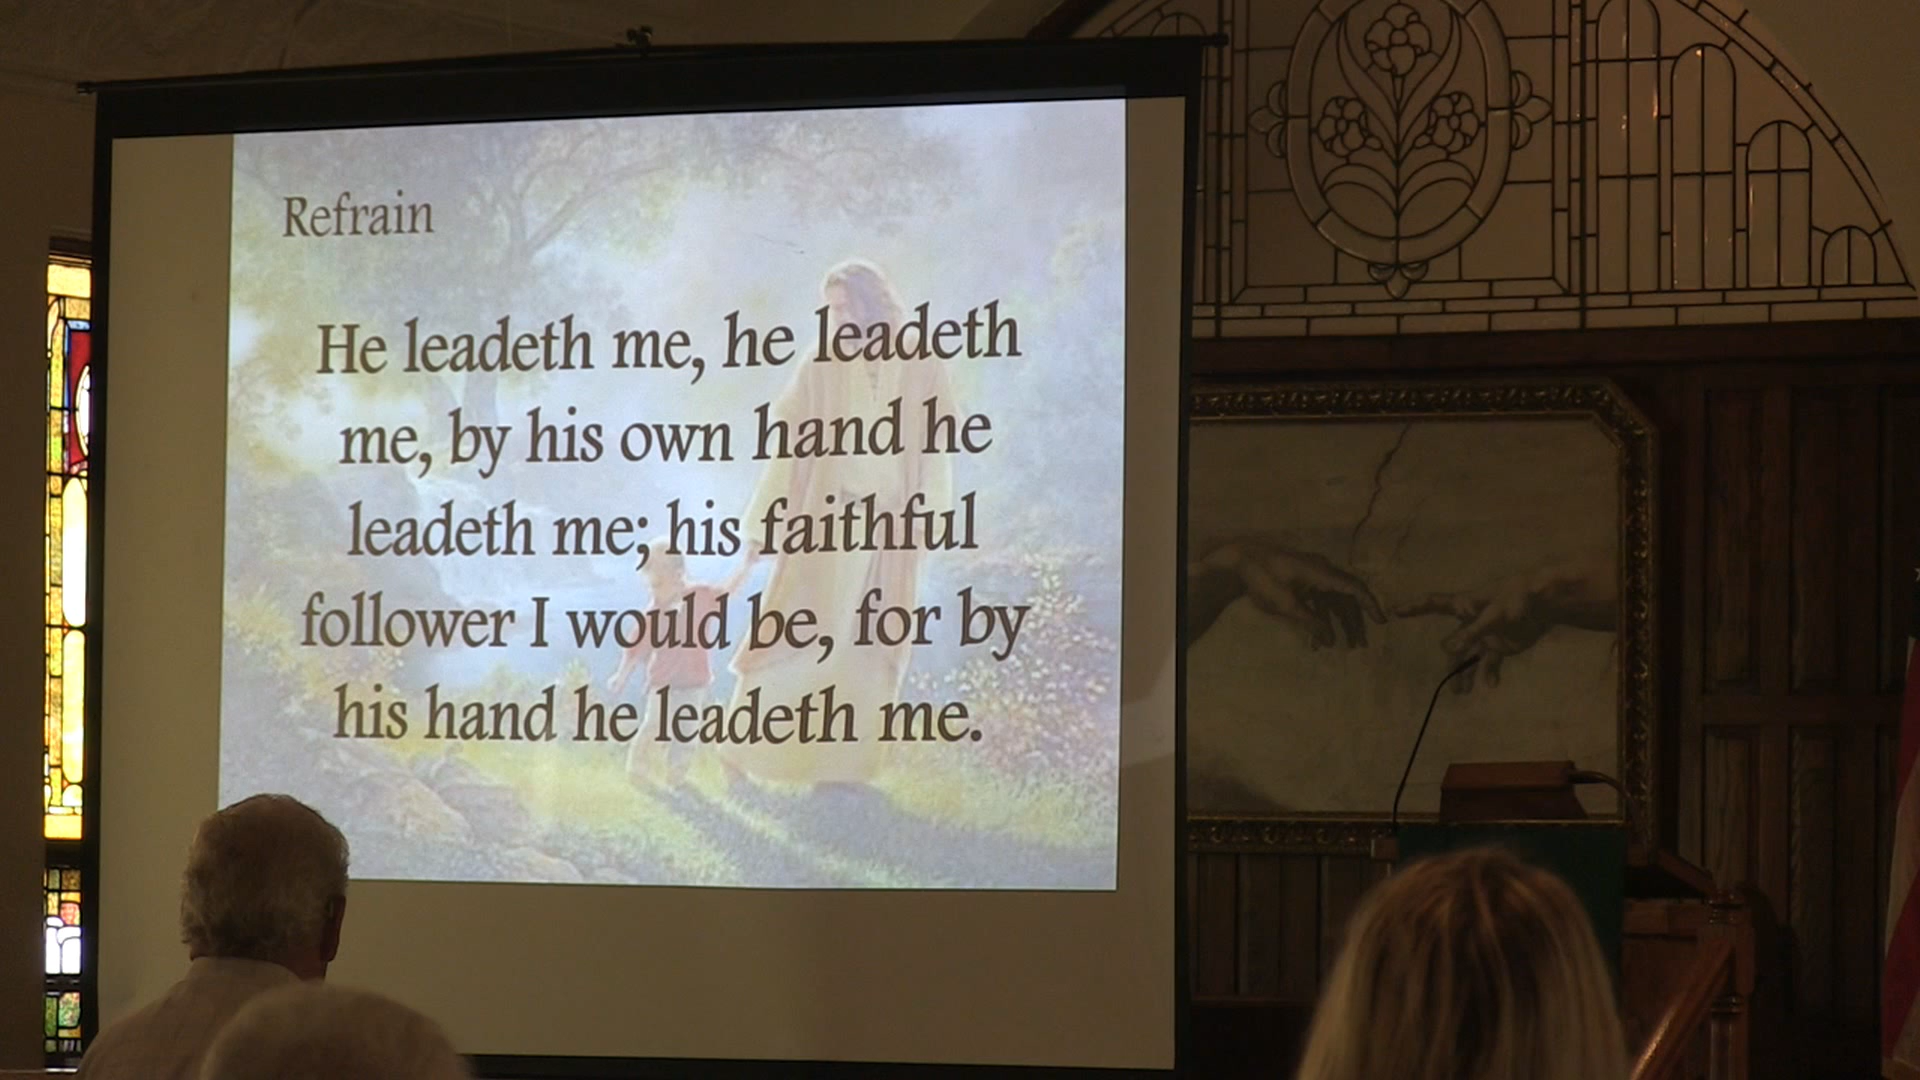 Refrain
He leadeth me, he leadeth
me, by his own hand he
leadeth me; his faithful
follower I would be, for by
his hand he leadeth me.